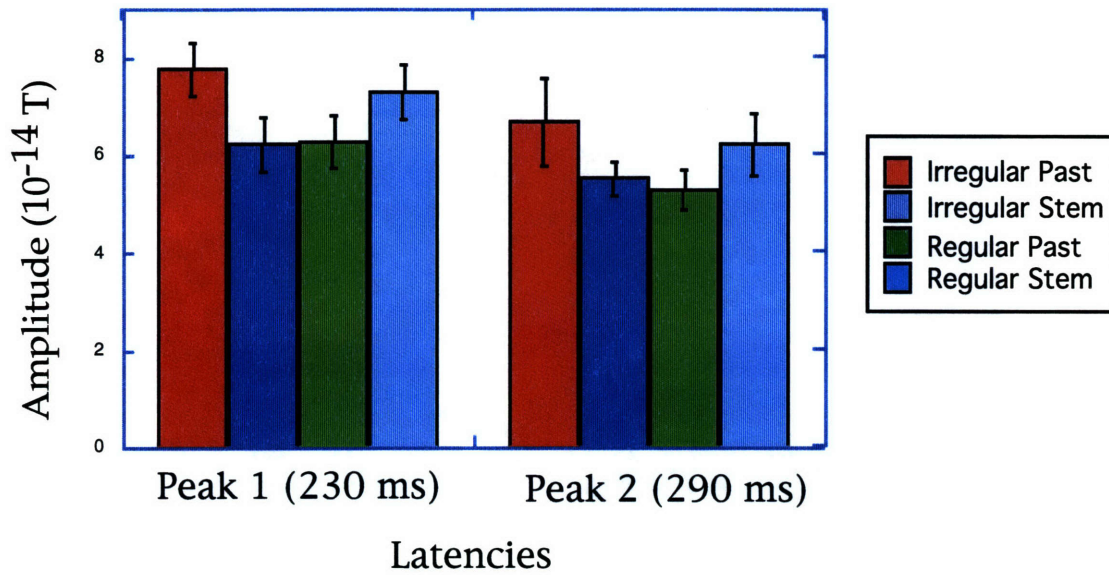 Amplitude (10-14 T)
8
6
4
2
0
Peak 1 (230 ms)
Peak 2 (290 ms)
Latencies
Irregular Past
Irregular Stem
Regular Past
Regular Stem